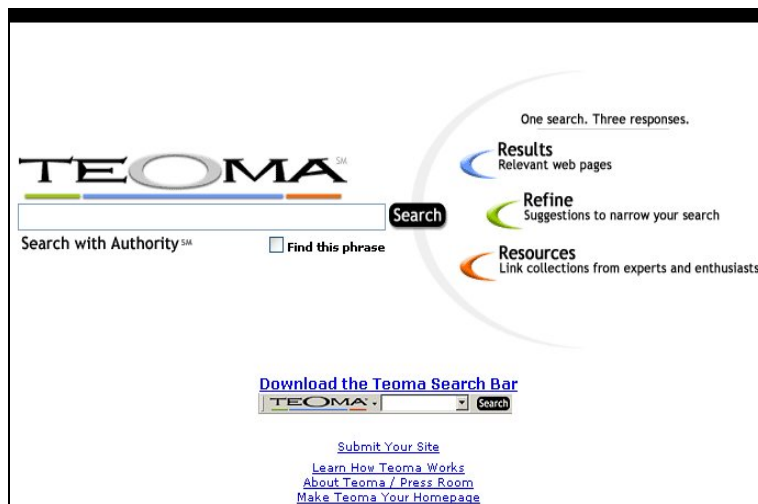 TEOMA SM
Search
Search with Authority SM
Find this phrase
One search. Three responses.
Results
Relevant web pages
Refine
Suggestions to narrow your search
Resources
Link collections from experts and enthusiasts
Download the Teoma Search Bar
TEOMA Search
Submit Your Site
Learn How Teoma Works
About Teoma / Press Room
Make Teoma Your Homepage